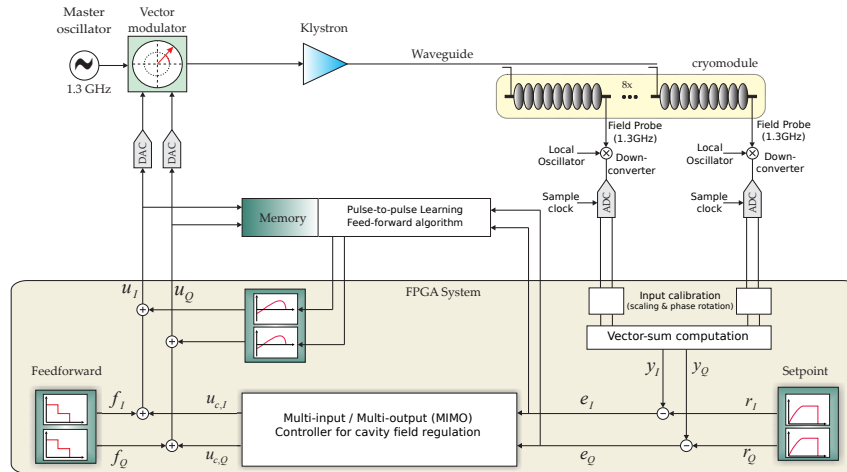 Master
oscillator
Vector
modulator
Klystron
Waveguide
cryomodule
1.3 GHz
8x
Field Probe
(1.3GHz)
Field Probe
(1.3GHz)
DAC
DAC
Local
Oscillator
Down-
converter
Local
Oscillator
Down-
converter
Sample
clock
ADC
Sample
clock
ADC
Memory
Pulse-to-pulse Learning
Feed-forward algorithm
u_I
u_Q
FPGA System
Input calibration
(scaling & phase rotation)
Vector-sum computation
y_I
y_Q
Feedforward
Setpoint
f_I
u_{c,I}
Multi-input / Multi-output (MIMO)
Controller for cavity field regulation
e_I
r_I
f_Q
u_{c,Q}
e_Q
r_Q